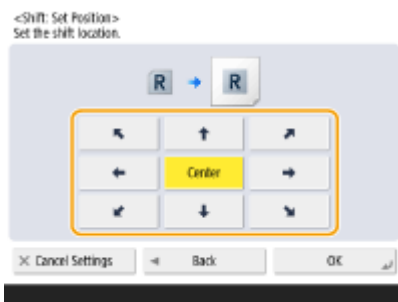 <Shift: Set Position>
Set the shift location.
R R
Center
Cancel Settings Back OK